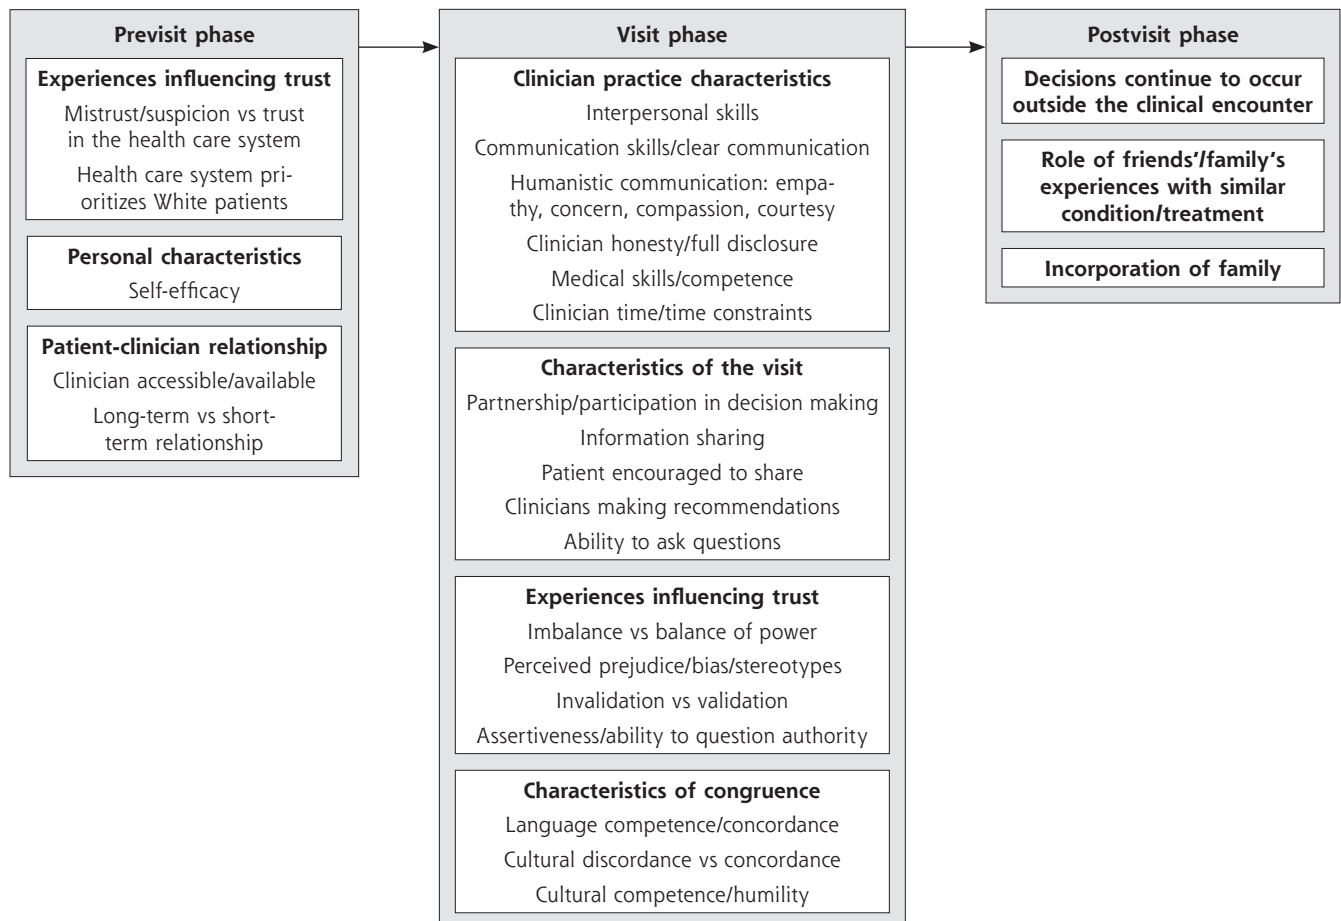 Previsit phase
Experiences influencing trust
Mistrust/suspicion vs trust
in the health care system
Health care system pri-
oritizes White patients
Personal characteristics
Self-efficacy
Patient-clinician relationship
Clinician accessible/available
Long-term vs short-
term relationship
Visit phase
Clinician practice characteristics
Interpersonal skills
Communication skills/clear communication
Humanistic communication: empa-
thy, concern, compassion, courtesy
Clinician honesty/full disclosure
Medical skills/competence
Clinician time/time constraints
Characteristics of the visit
Partnership/participation in decision making
Information sharing
Patient encouraged to share
Clinicians making recommendations
Ability to ask questions
Experiences influencing trust
Imbalance vs balance of power
Perceived prejudice/bias/stereotypes
Invalidation vs validation
Assertiveness/ability to question authority
Characteristics of congruence
Language competence/concordance
Cultural discordance vs concordance
Cultural competence/humility
Postvisit phase
Decisions continue to occur
outside the clinical encounter
Role of friends’/family’s
experiences with similar
condition/treatment
Incorporation of family